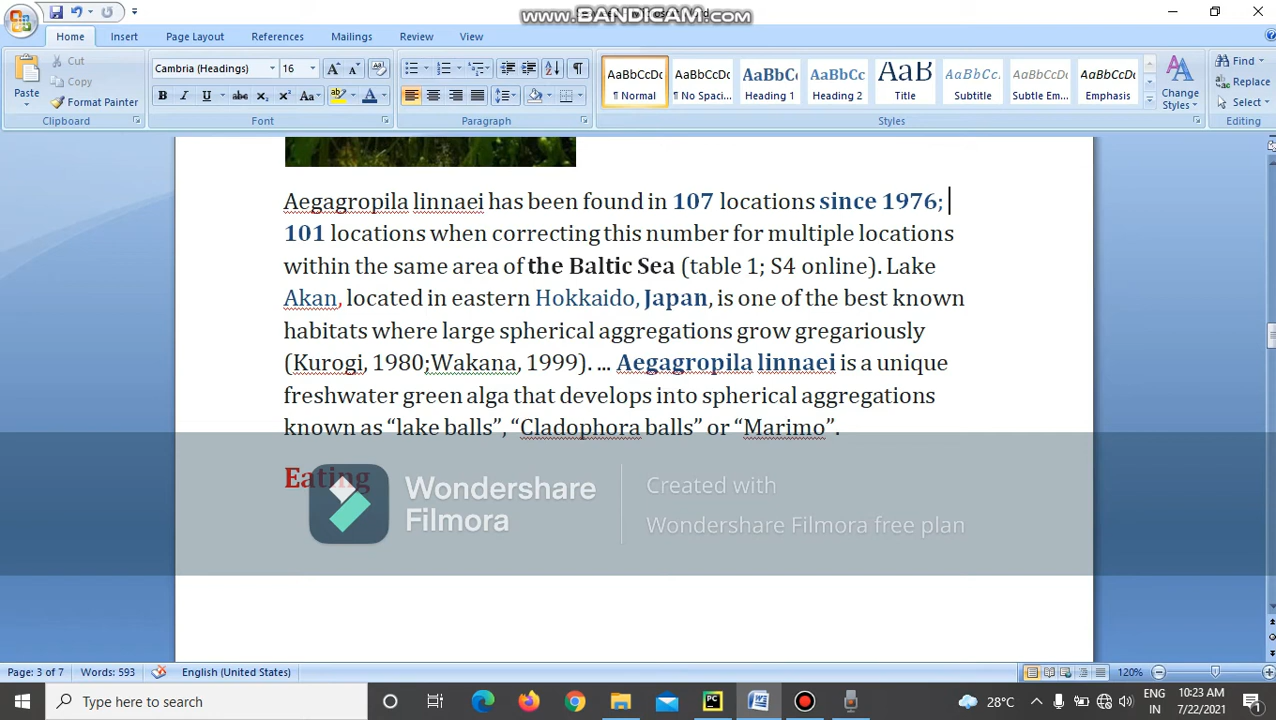 www.BANDICAM.com
Home Insert Page Layout References Mailings Review View
Cut
Copy
Format Painter
Paste
Clipboard
Cambria (Headings) 16
Font
Paragraph
AaBbCcDc AaBbCcDc AaBbCc AaBbCc AaB AaBbCc. AaBbCcDc AaBbCcDc
¶ Normal ¶ No Spaci... Heading 1 Heading 2 Title Subtitle Subtle Em... Emphasis
Change Styles
Styles
Find
Replace
Select
Editing
Aegagropila linnaei has been found in 107 locations since 1976;
101 locations when correcting this number for multiple locations
within the same area of the Baltic Sea (table 1; S4 online). Lake
Akan, located in eastern Hokkaido, Japan, is one of the best known
habitats where large spherical aggregations grow gregariously
(Kurogi, 1980;Wakana, 1999). ... Aegagropila linnaei is a unique
freshwater green alga that develops into spherical aggregations
known as “lake balls”, “Cladophora balls” or “Marimo”.
Eating
Wondershare
Filmora
Created with
Wondershare Filmora free plan
Page: 3 of 7 Words: 593 English (United States) 120%
Type here to search
28°C
ENG
IN
10:23 AM
7/22/2021